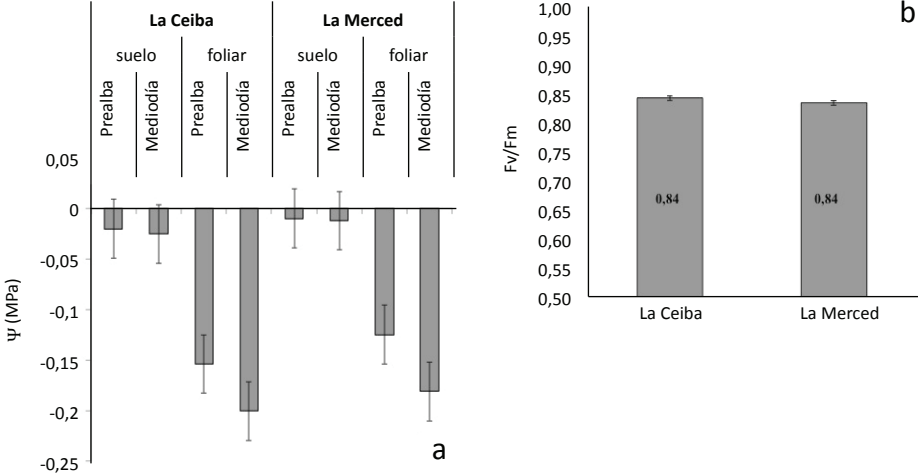 La Ceiba La Merced
suelo foliar suelo foliar
Prealba Mediodía Prealba Mediodía Prealba Mediodía Prealba Mediodía
0,05
0
-0,05
-0,1
-0,15
-0,2
-0,25
Ψ (MPa)
a
b
1,00
0,95
0,90
0,85
0,80
0,75
0,70
0,65
0,60
0,55
0,50
Fv/Fm
0,84 0,84
La Ceiba La Merced